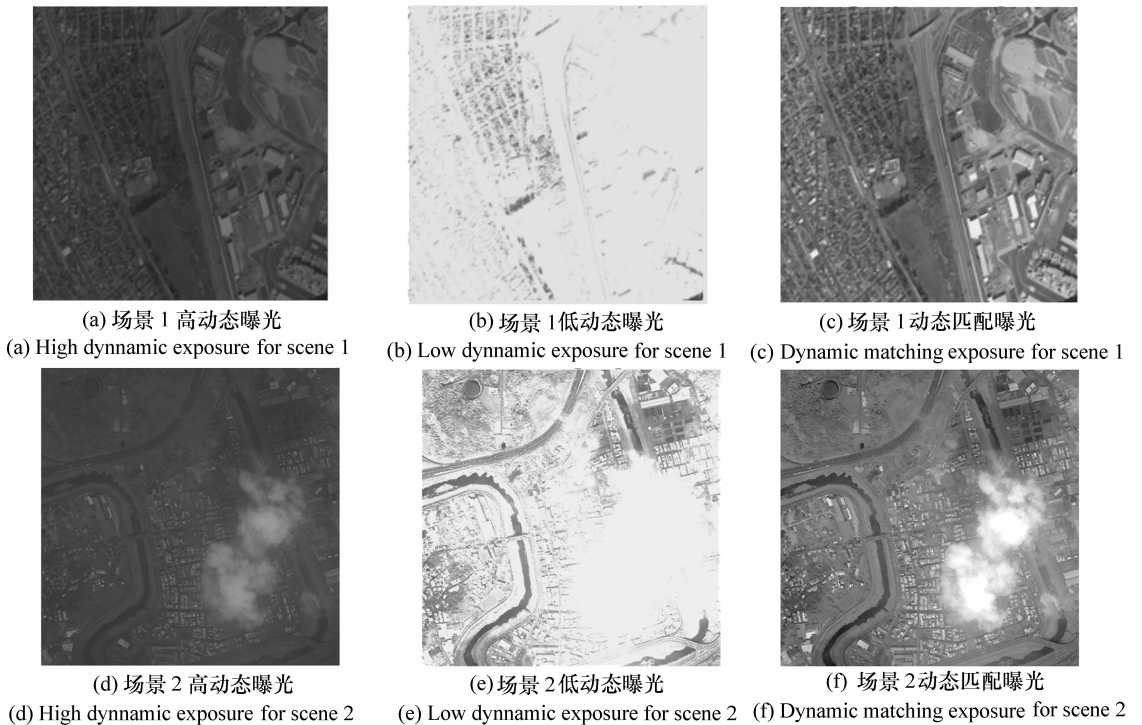 (a) 场景 1 高动态曝光
(a) High dynnamic exposure for scene 1
(b) 场景 1低动态曝光
(b) Low dynnamic exposure for scene 1
(c) 场景 1动态匹配曝光
(c) Dynamic matching exposure for scene 1
(d) 场景 2 高动态曝光
(d) High dynnamic exposure for scene 2
(e) 场景 2低动态曝光
(e) Low dynnamic exposure for scene 2
(f) 场景 2动态匹配曝光
(f) Dynamic matching exposure for scene 2